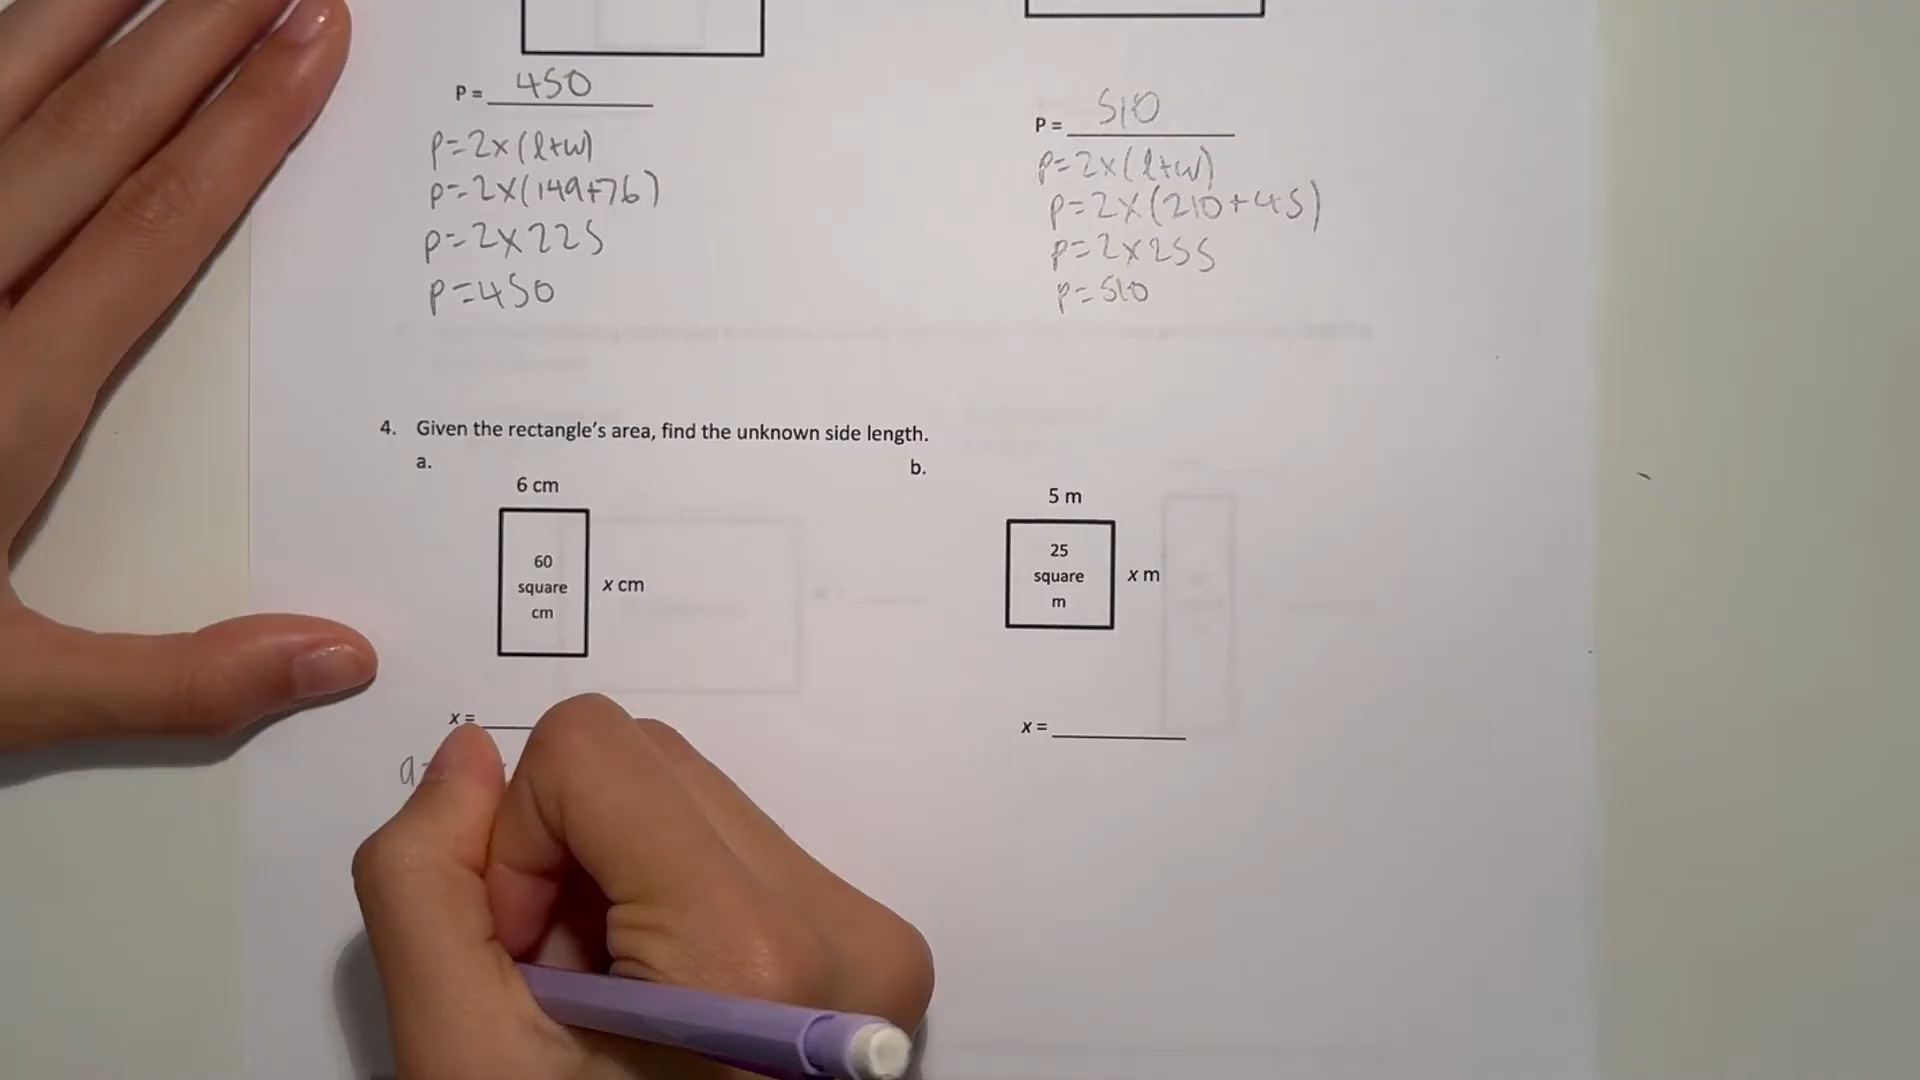 P = 450
p=2x(l+w)
p=2x(149+76)
p=2x225
p=450
P = 510
p=2x(l+w)
p=2x(210+45)
p=2x255
p=510
4. Given the rectangle's area, find the unknown side length.
a.
6 cm
60
square
cm
x cm
x =
a=
b.
5 m
25
square
m
x m
x =